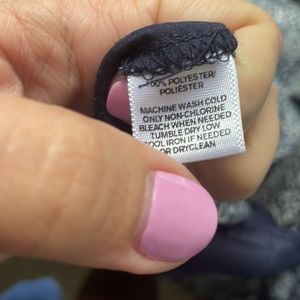 100% POLYESTER/
POLIÉSTER
MACHINE WASH COLD
ONLY NON-CHLORINE
BLEACH WHEN NEEDED
TUMBLE DRY LOW
COOL IRON IF NEEDED
OR DRYCLEAN